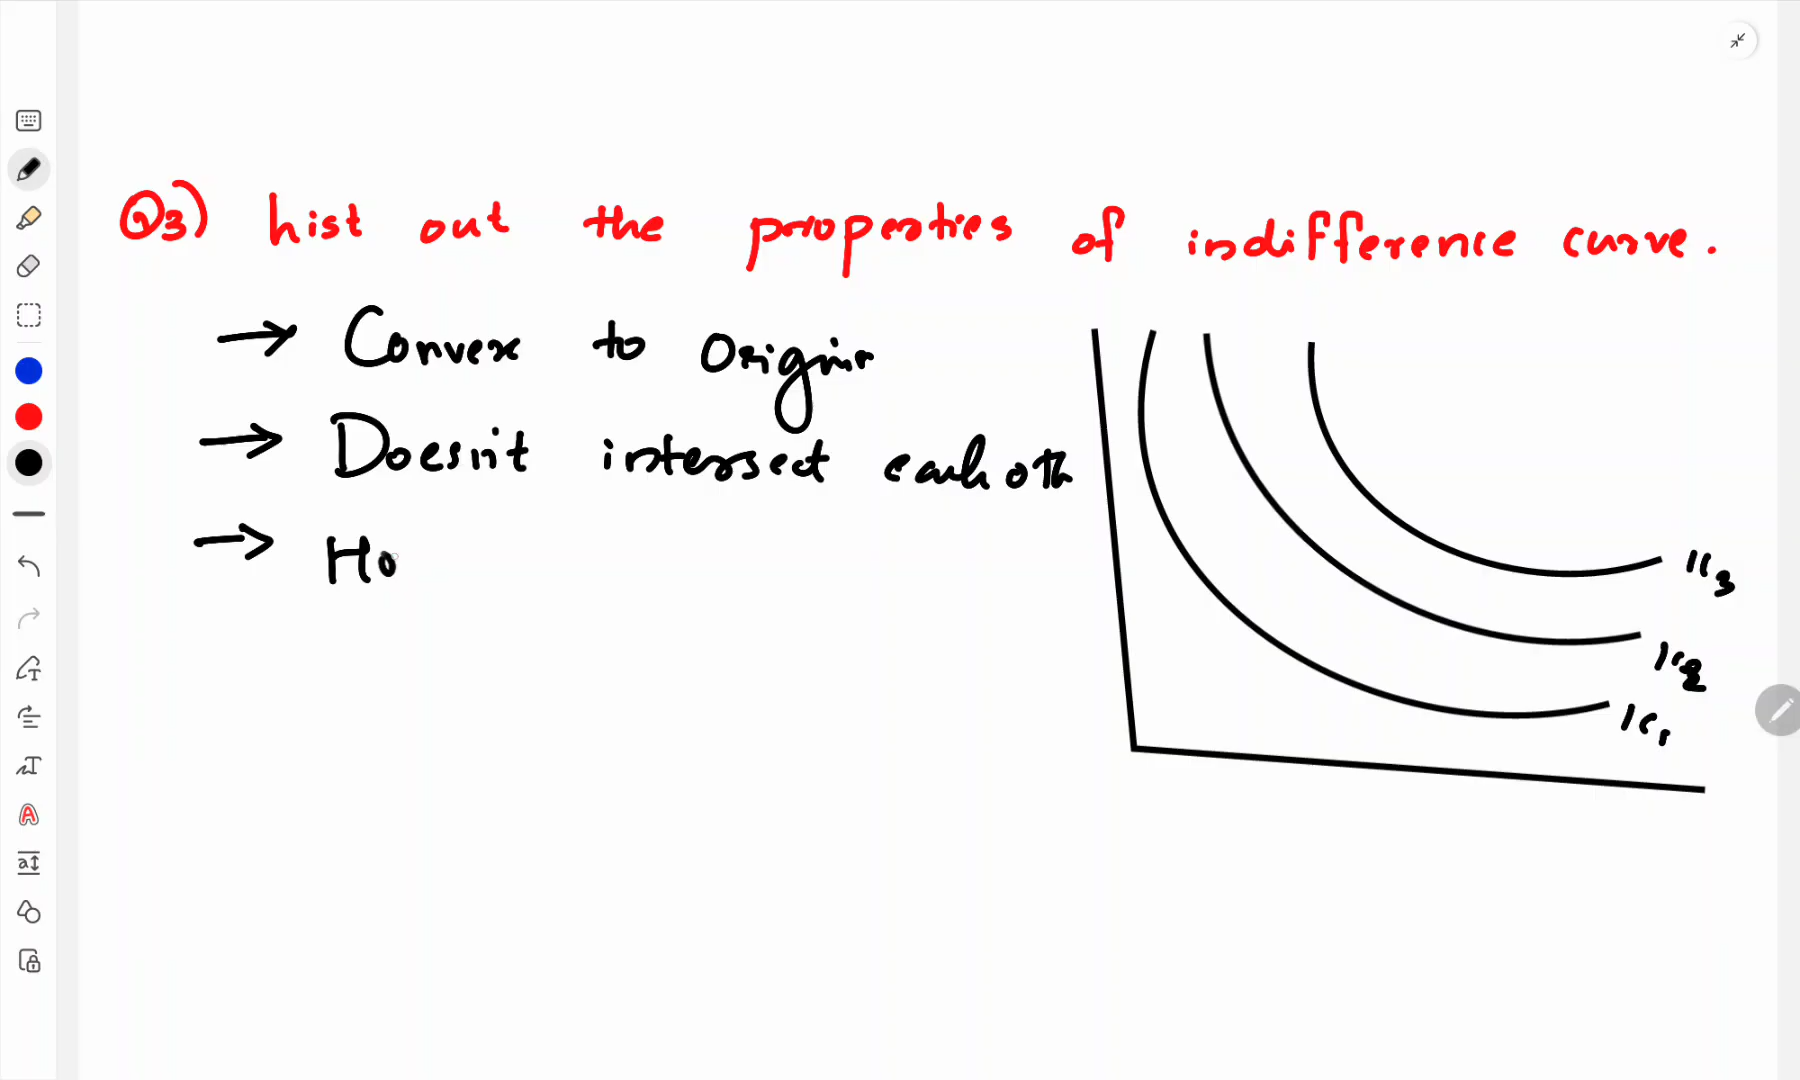 Q3) List out the properties of indifference curve.
→ Convex to origin
→ Doesn't intersect each oth
→ Ho
IC3
IC2
IC1